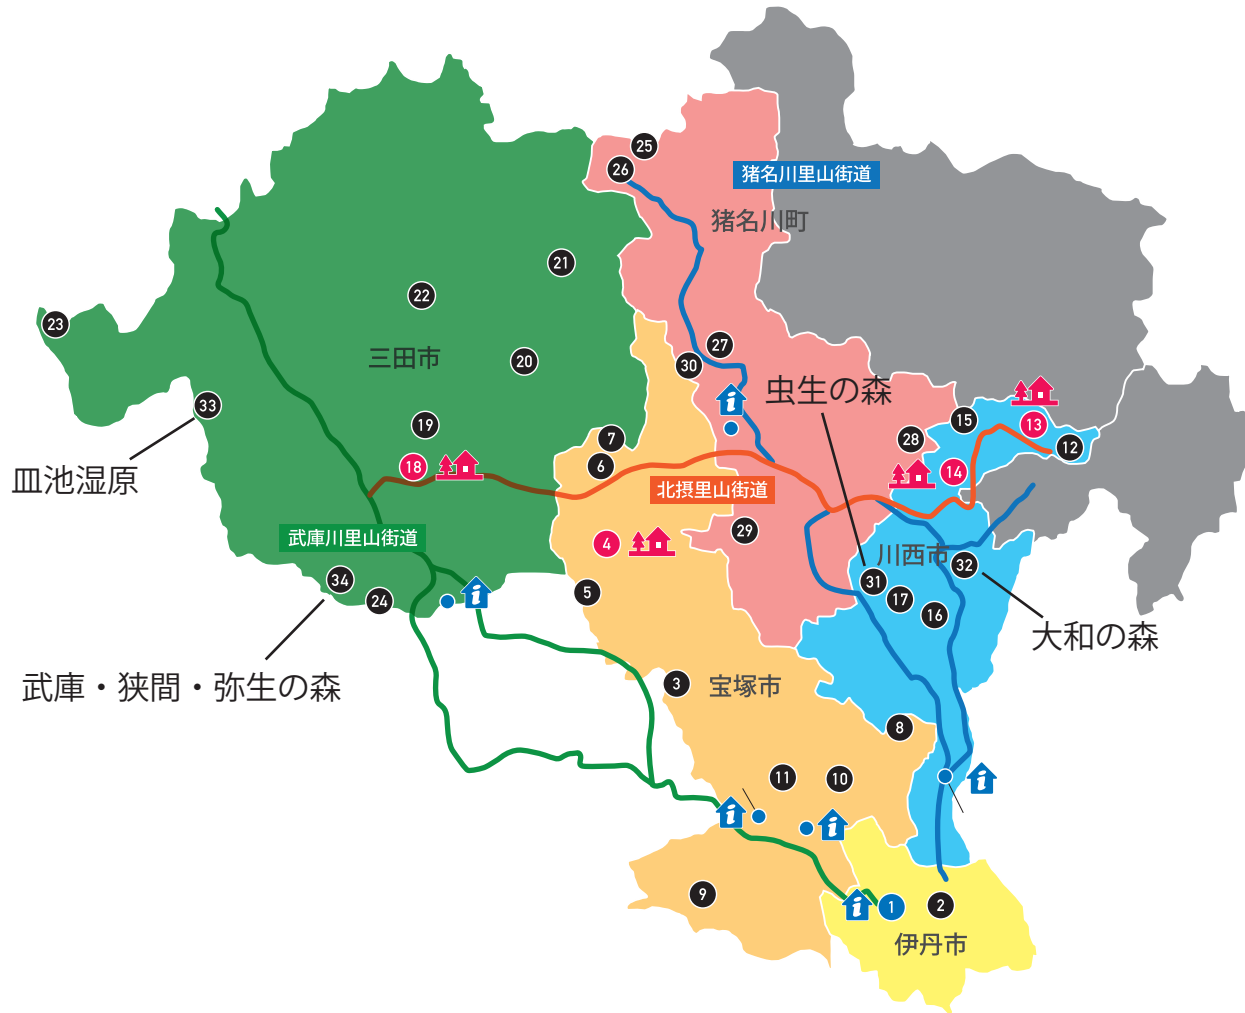 25
26
猪名川里山街道
猪名川町
21
22
23
三田市
20
27
30
虫生の森
33
19
7
28
15
13
12
皿池湿原
18
6
14
北摂里山街道
29
武庫川里山街道
4
川西市
34
24
5
31
32
17
16
大和の森
武庫・狭間・弥生の森
3
宝塚市
8
11
10
9
1
2
伊丹市
i
i
i
i
i
i